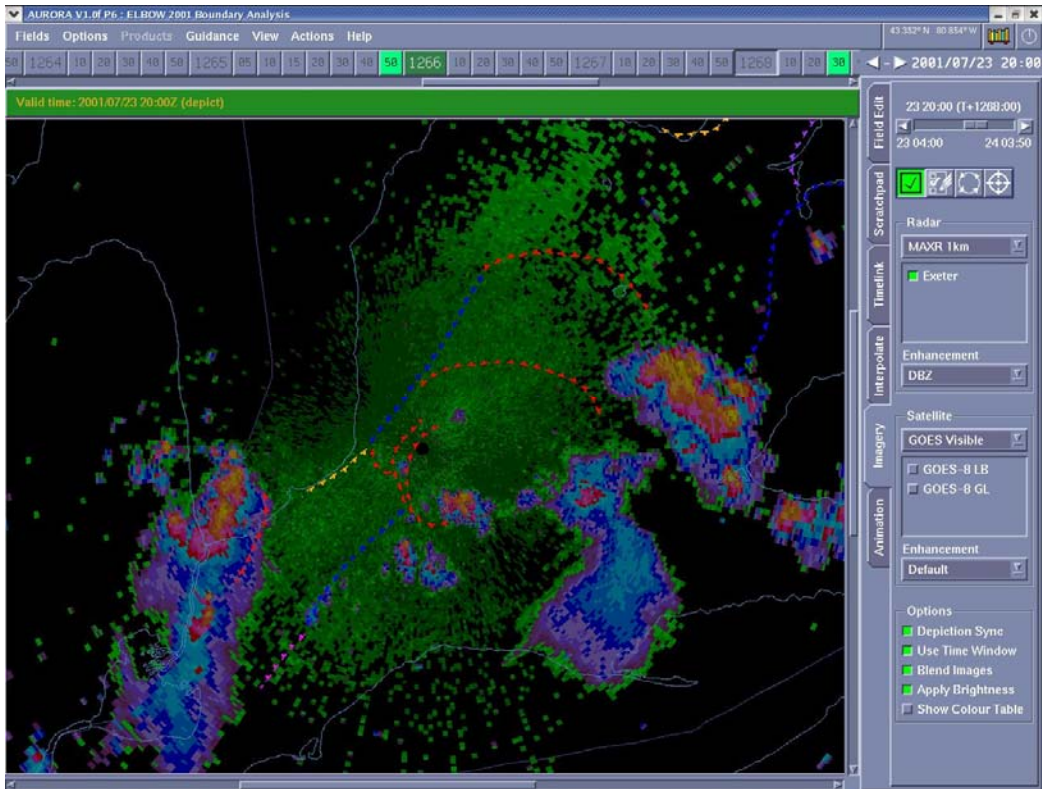 AURORA V1.0f P6 : ELBOW 2001 Boundary Analysis
Fields Options Products Guidance View Actions Help
43.332° N 80.854° W
50 1264 10 20 30 40 50 1265 05 10 15 20 30 40 50 1266 10 20 30 40 50 1267 10 20 30 40 50 1268 10 20 30
2001/07/23 20:00
Valid time: 2001/07/23 20:00Z (depict)
Field Edit
Scratchpad
Timelink
Interpolate
Imagery
Animation
23 20:00 (T+1268:00)
23 04:00 24 03:50
Radar
MAXR 1km
Exeter
Enhancement
DBZ
Satellite
GOES Visible
GOES-8 LB
GOES-8 GL
Enhancement
Default
Options
Depiction Sync
Use Time Window
Blend Images
Apply Brightness
Show Colour Table